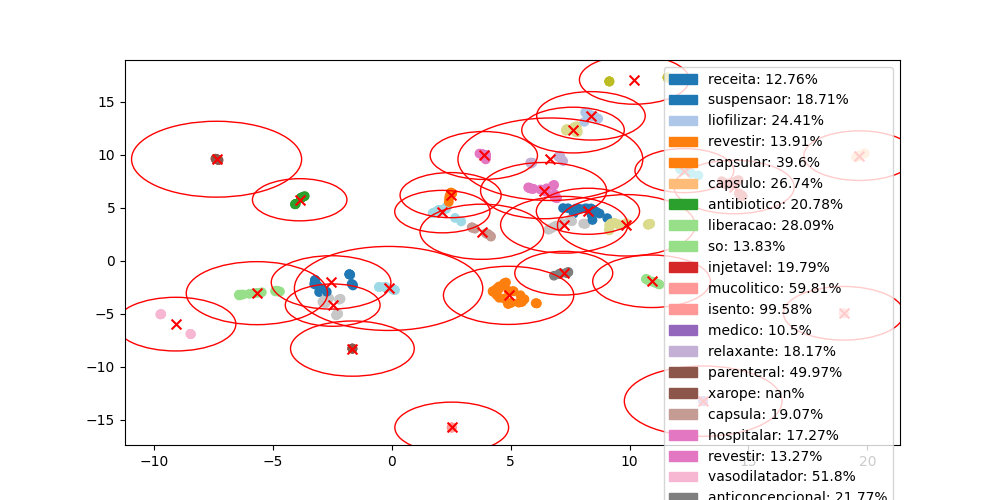 15
10
5
0
−5
−10
−15
−10
−5
0
5
10
15
20
receita: 12.76%
suspensaor: 18.71%
liofilizar: 24.41%
revestir: 13.91%
capsular: 39.6%
capsulo: 26.74%
antibiotico: 20.78%
liberacao: 28.09%
so: 13.83%
injetavel: 19.79%
mucolitico: 59.81%
isento: 99.58%
medico: 10.5%
relaxante: 18.17%
parenteral: 49.97%
xarope: nan%
capsula: 19.07%
hospitalar: 17.27%
revestir: 13.27%
vasodilatador: 51.8%
anticoncepcional: 21.77%